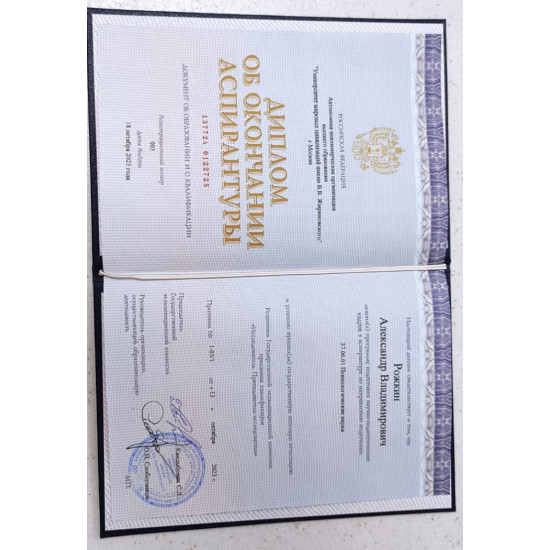 РОССИЙСКАЯ ФЕДЕРАЦИЯ
Автономная некоммерческая организация
высшего образования
"Университет мировых цивилизаций имени В.В. Жириновского"
г. Москва
ДИПЛОМ
ОБ ОКОНЧАНИИ
АСПИРАНТУРЫ
137724 0122725
ДОКУМЕНТ ОБ ОБРАЗОВАНИИ И О КВАЛИФИКАЦИИ
Регистрационный номер
Дата выдачи
18 октября 2021 года
Настоящий диплом свидетельствует о том, что
Рожкин
Александр Владимирович
освоил(а) программу подготовки научно-педагогических
кадров в аспирантуре по направлению подготовки
37.06.01 Психологические науки
и успешно прошел(ла) государственную итоговую аттестацию
Решением Государственной экзаменационной комиссии
присвоена квалификация
«Исследователь. Преподаватель-исследователь»
Протокол № от « 13 » октября 2021 г.
Председатель
Государственной
экзаменационной комиссии
Руководитель организации,
осуществляющей образовательную
деятельность
М.П.